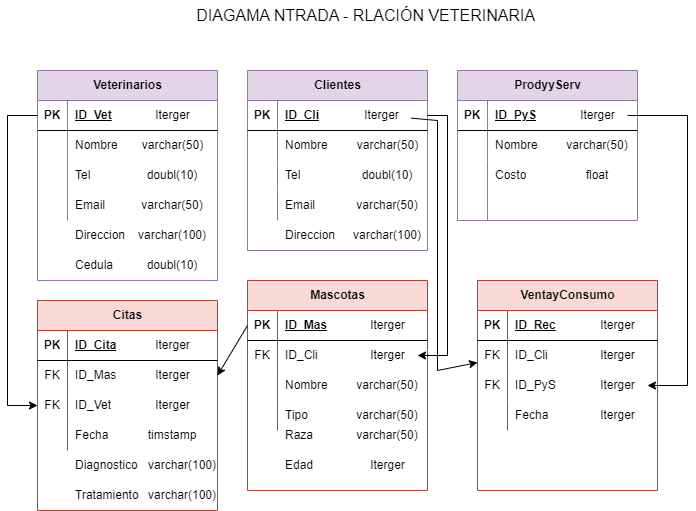 DIAGAMA NTRADA - RLACIÓN VETERINARIA
Veterinarios
PK ID_Vet Iterger
Nombre varchar(50)
Tel doubl(10)
Email varchar(50)
Direccion varchar(100)
Cedula doubl(10)
Clientes
PK ID_Cli Iterger
Nombre varchar(50)
Tel doubl(10)
Email varchar(50)
Direccion varchar(100)
ProdyyServ
PK ID_PyS Iterger
Nombre varchar(50)
Costo float
Citas
PK ID_Cita Iterger
FK ID_Mas Iterger
FK ID_Vet Iterger
Fecha timstamp
Diagnostico varchar(100)
Tratamiento varchar(100)
Mascotas
PK ID_Mas Iterger
FK ID_Cli Iterger
Nombre varchar(50)
Tipo varchar(50)
Raza varchar(50)
Edad Iterger
VentayConsumo
PK ID_Rec Iterger
FK ID_Cli Iterger
FK ID_PyS Iterger
Fecha Iterger